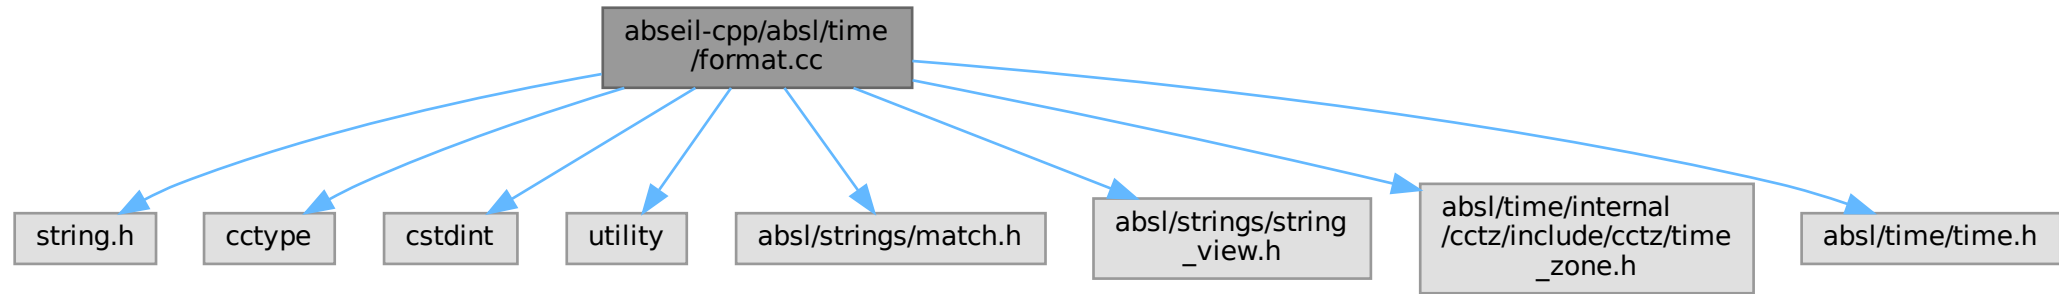 abseil-cpp/absl/time
/format.cc
string.h
cctype
cstdint
utility
absl/strings/match.h
absl/strings/string
_view.h
absl/time/internal
/cctz/include/cctz/time
_zone.h
absl/time/time.h